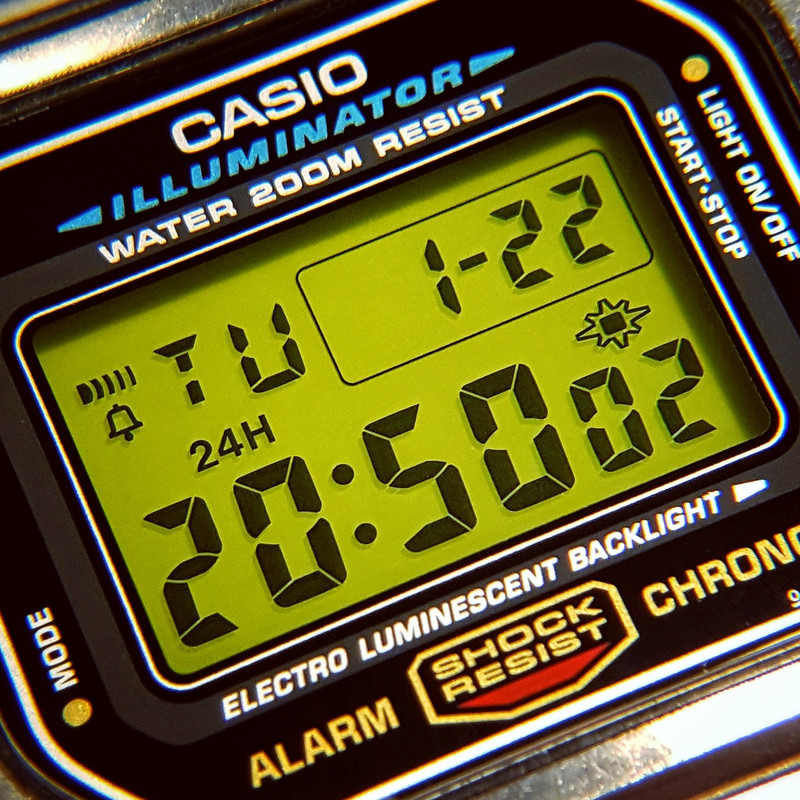 CASIO
ILLUMINATOR
WATER 200M RESIST
LIGHT ON/OFF
START·STOP
1-22
TU
24H
20:50 02
MODE
ELECTRO LUMINESCENT BACKLIGHT
ALARM
SHOCK
RESIST
CHRONO